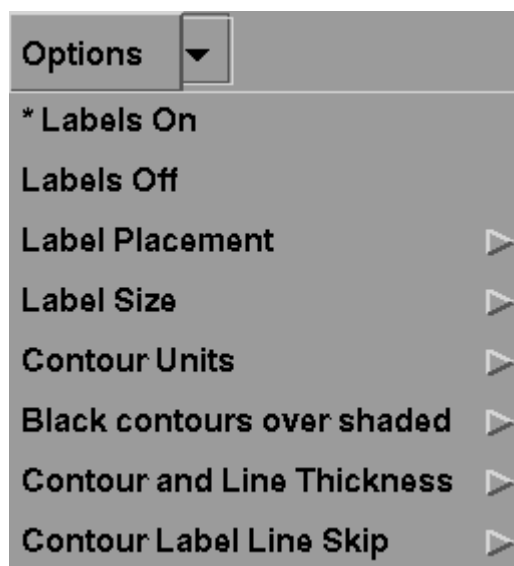 Options
* Labels On
Labels Off
Label Placement
Label Size
Contour Units
Black contours over shaded
Contour and Line Thickness
Contour Label Line Skip